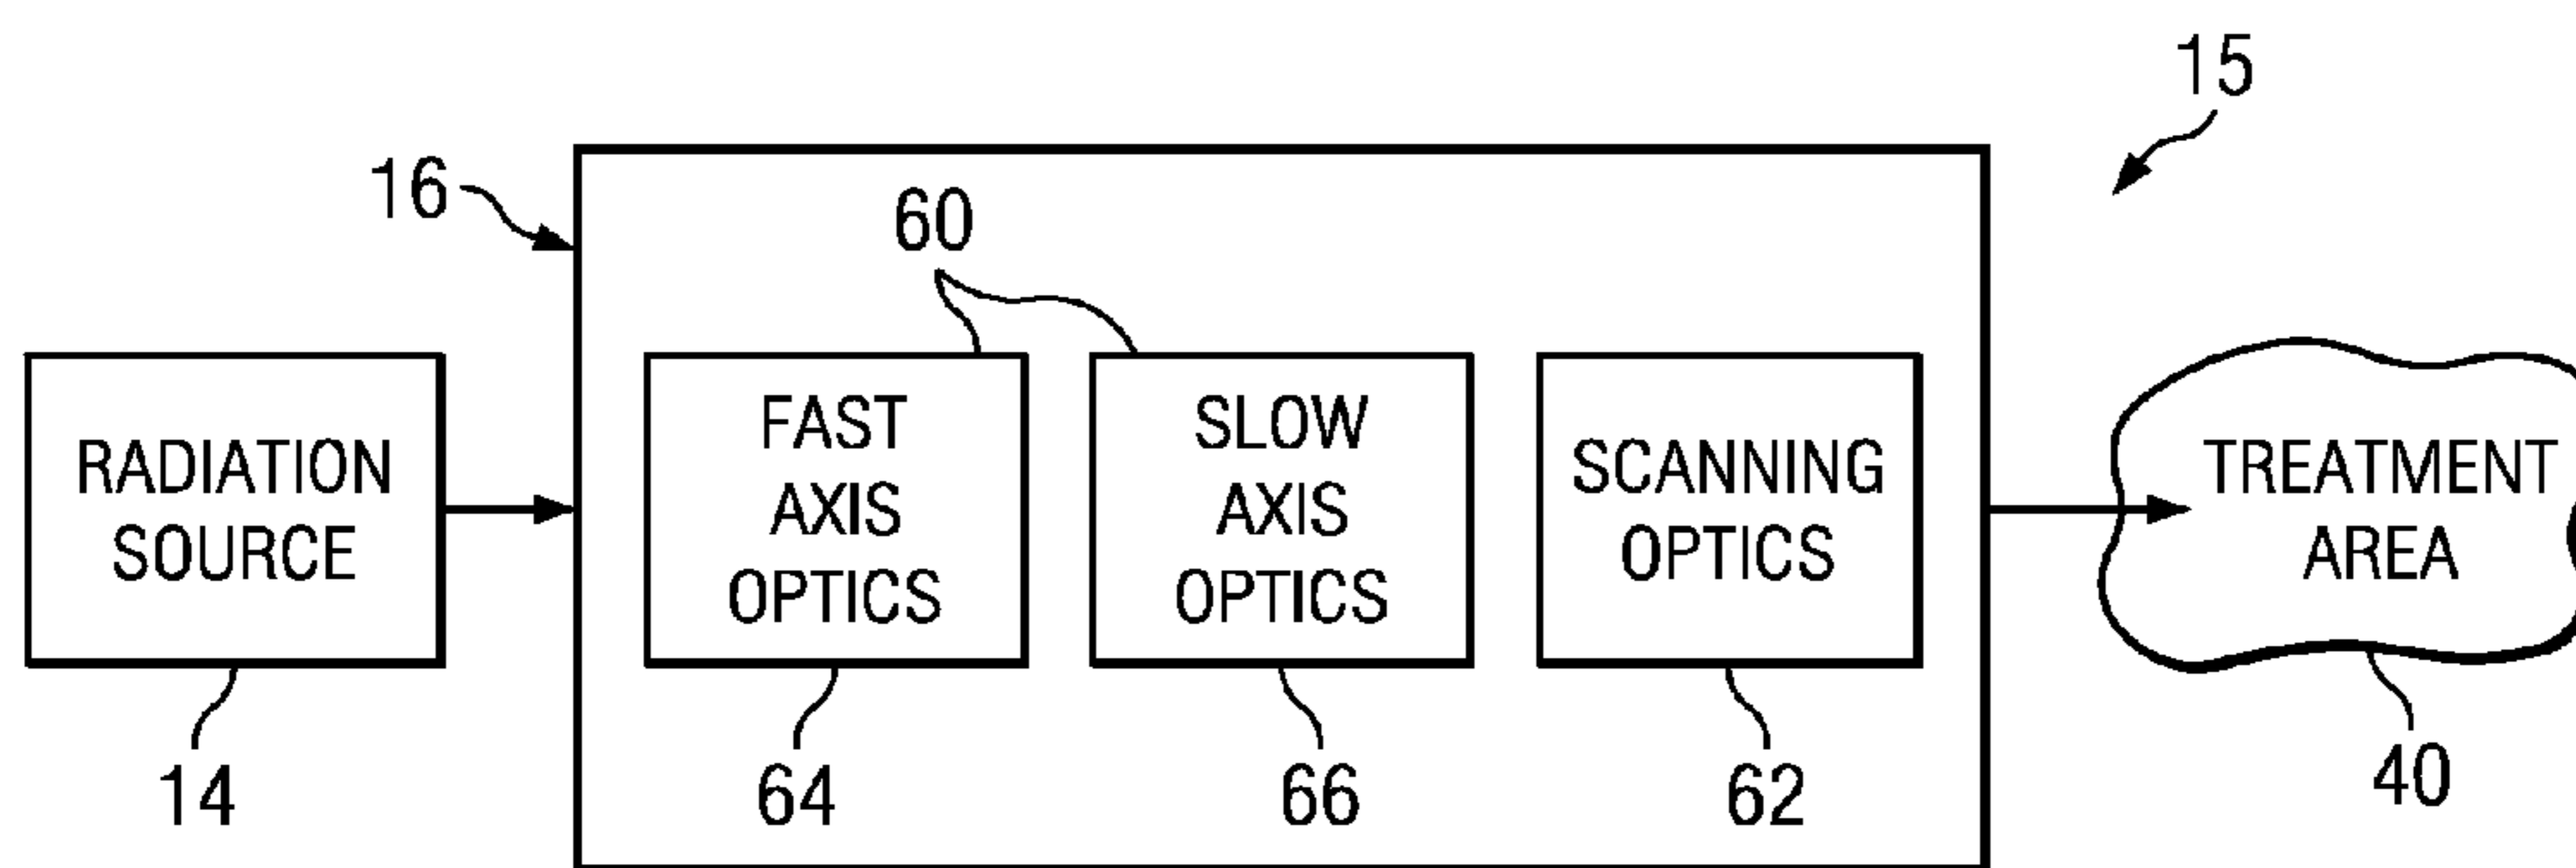 15
16
60
RADIATION
SOURCE
FAST
AXIS
OPTICS
SLOW
AXIS
OPTICS
SCANNING
OPTICS
TREATMENT
AREA
14
64
66
62
40